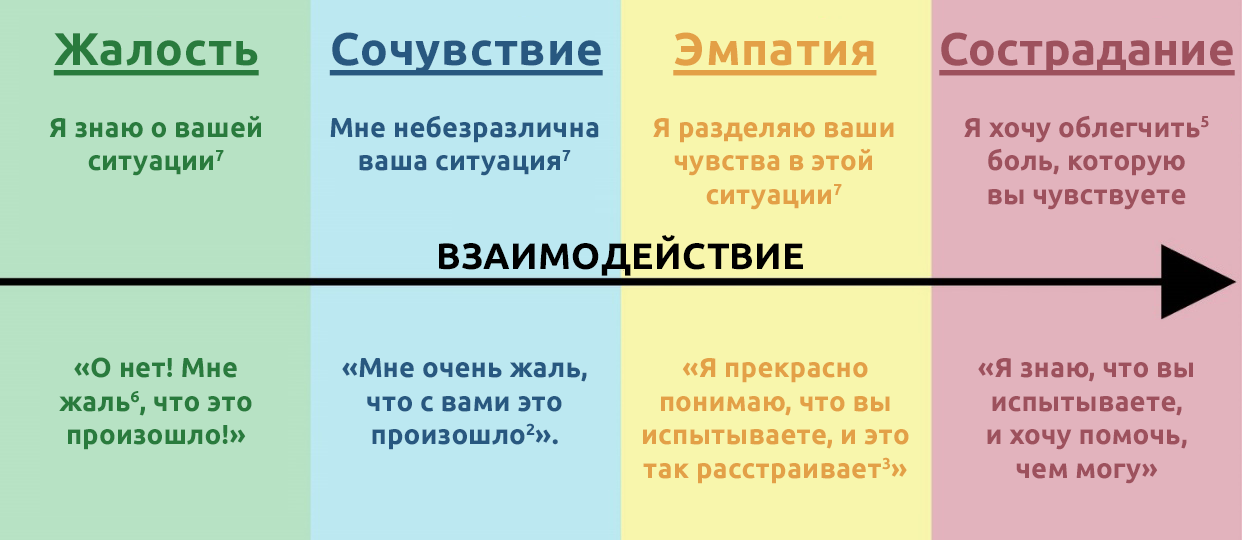 Жалость
Я знаю о вашей
ситуации⁷
Сочувствие
Мне небезразлична
ваша ситуация⁷
Эмпатия
Я разделяю ваши
чувства в этой
ситуации⁷
Сострадание
Я хочу облегчить⁵
боль, которую
вы чувствуете
ВЗАИМОДЕЙСТВИЕ
«О нет! Мне
жаль⁶, что это
произошло!»
«Мне очень жаль,
что с вами это
произошло²».
«Я прекрасно
понимаю, что вы
испытываете, и это
так расстраивает³»
«Я знаю, что вы
испытываете,
и хочу помочь,
чем могу»